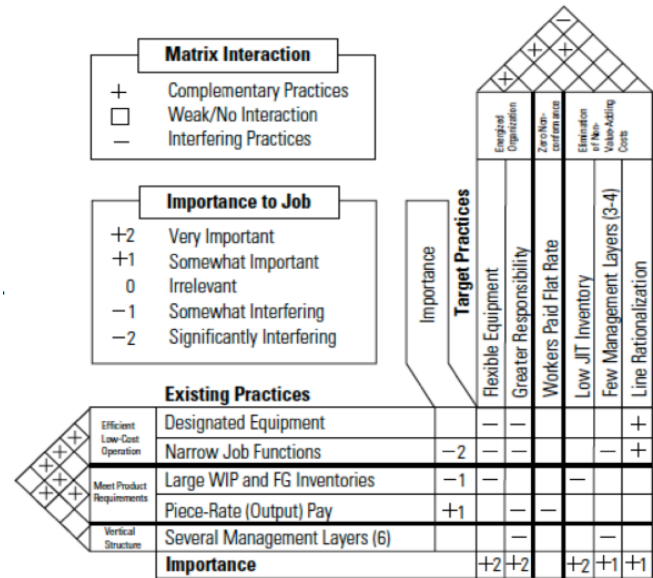 Matrix Interaction
+ Complementary Practices
□ Weak/No Interaction
− Interfering Practices
Importance to Job
+2 Very Important
+1 Somewhat Important
0 Irrelevant
−1 Somewhat Interfering
−2 Significantly Interfering
−
+ +
+
Energized
Organization
Zero Non-
conformance
Elimination
of Non-
Value-Adding
Costs
Importance
Target Practices
Flexible Equipment
Greater Responsibility
Workers Paid Flat Rate
Low JIT Inventory
Few Management Layers (3-4)
Line Rationalization
Existing Practices
Efficient
Low-Cost
Operation
Designated Equipment − − +
Narrow Job Functions −2 − − − +
Meet Product
Requirements
Large WIP and FG Inventories −1 − −
Piece-Rate (Output) Pay +1 − −
Vertical
Structure
Several Management Layers (6) − −
Importance +2 +2 +2 +1 +1
+
+ +
+ +
+ +